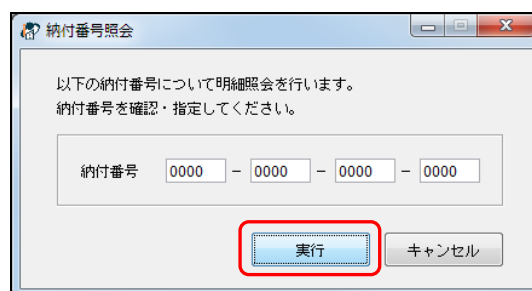 納付番号照会
以下の納付番号について明細照会を行います。
納付番号を確認・指定してください。
納付番号 0000 - 0000 - 0000 - 0000
実行 キャンセル